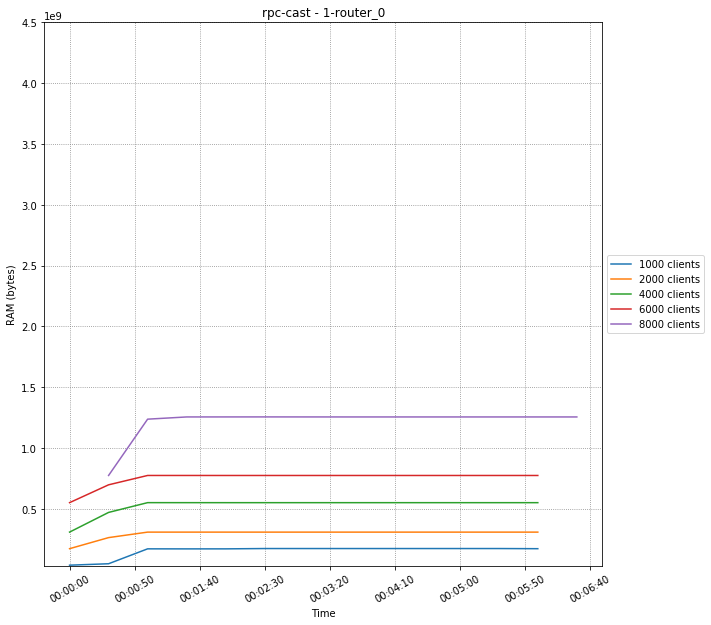 rpc-cast - 1-router_0
1e9
4.5
4.0
3.5
3.0
2.5
2.0
1.5
1.0
0.5
RAM (bytes)
1000 clients
2000 clients
4000 clients
6000 clients
8000 clients
00:00:00
00:00:50
00:01:40
00:02:30
00:03:20
00:04:10
00:05:00
00:05:50
00:06:40
Time